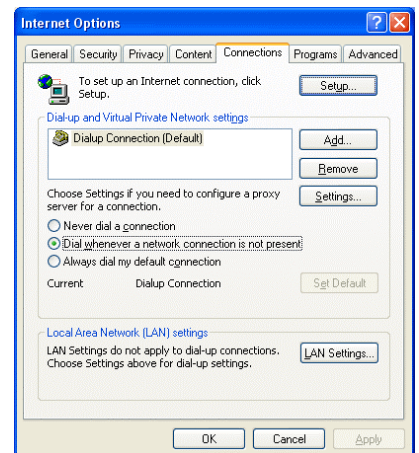 Internet Options
General Security Privacy Content Connections Programs Advanced
To set up an Internet connection, click
Setup.
Setup...
Dial-up and Virtual Private Network settings
Dialup Connection (Default)
Add...
Remove
Choose Settings if you need to configure a proxy
server for a connection.
Settings...
Never dial a connection
Dial whenever a network connection is not present
Always dial my default connection
Current Dialup Connection
Set Default
Local Area Network (LAN) settings
LAN Settings do not apply to dial-up connections.
Choose Settings above for dial-up settings.
LAN Settings...
OK Cancel Apply